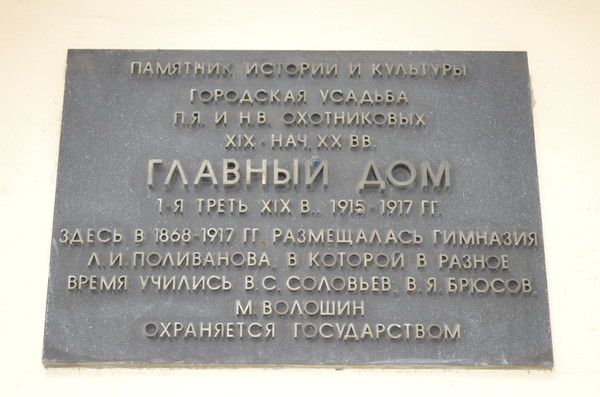 ПАМЯТНИК ИСТОРИИ И КУЛЬТУРЫ
ГОРОДСКАЯ УСАДЬБА
П.Я. И Н.В. ОХОТНИКОВЫХ
XIX - НАЧ. XX ВВ.
ГЛАВНЫЙ ДОМ
1-Я ТРЕТЬ XIX В., 1915-1917 ГГ.
ЗДЕСЬ В 1868-1917 ГГ. РАЗМЕЩАЛАСЬ ГИМНАЗИЯ
Л.И. ПОЛИВАНОВА, В КОТОРОЙ В РАЗНОЕ
ВРЕМЯ УЧИЛИСЬ В.С. СОЛОВЬЕВ, В.Я. БРЮСОВ,
М. ВОЛОШИН
ОХРАНЯЕТСЯ ГОСУДАРСТВОМ